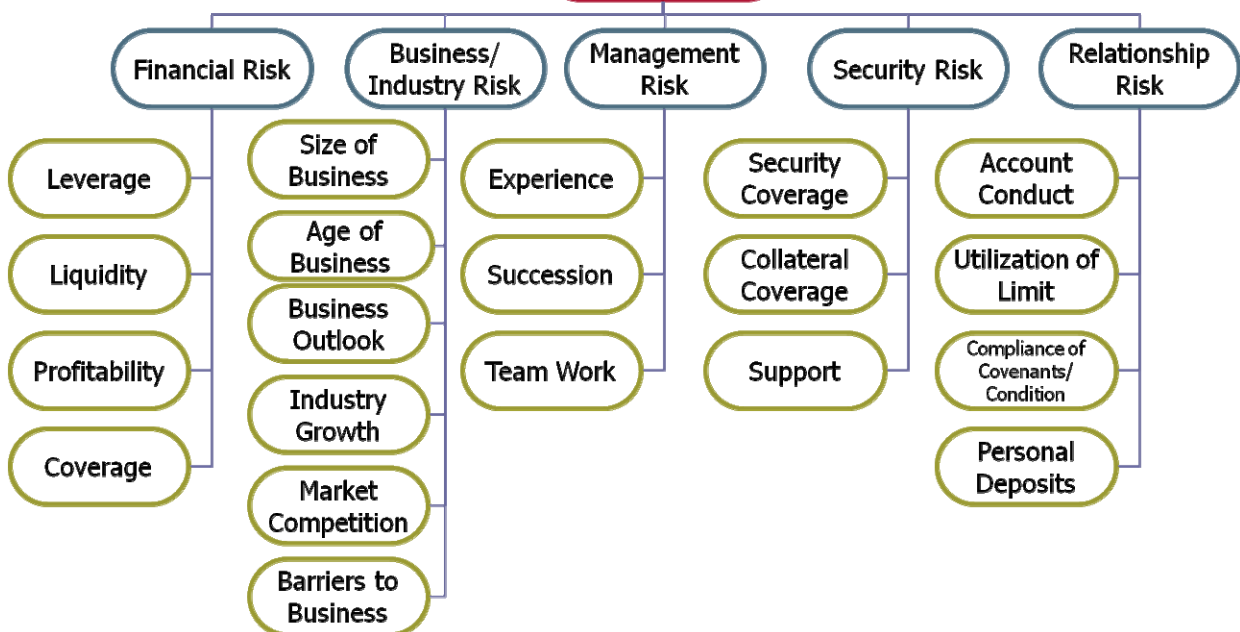 Financial Risk
Business/
Industry Risk
Management
Risk
Security Risk
Relationship
Risk
Leverage
Liquidity
Profitability
Coverage
Size of
Business
Age of
Business
Business
Outlook
Industry
Growth
Market
Competition
Barriers to
Business
Experience
Succession
Team Work
Security
Coverage
Collateral
Coverage
Support
Account
Conduct
Utilization of
Limit
Compliance of
Covenants/
Condition
Personal
Deposits